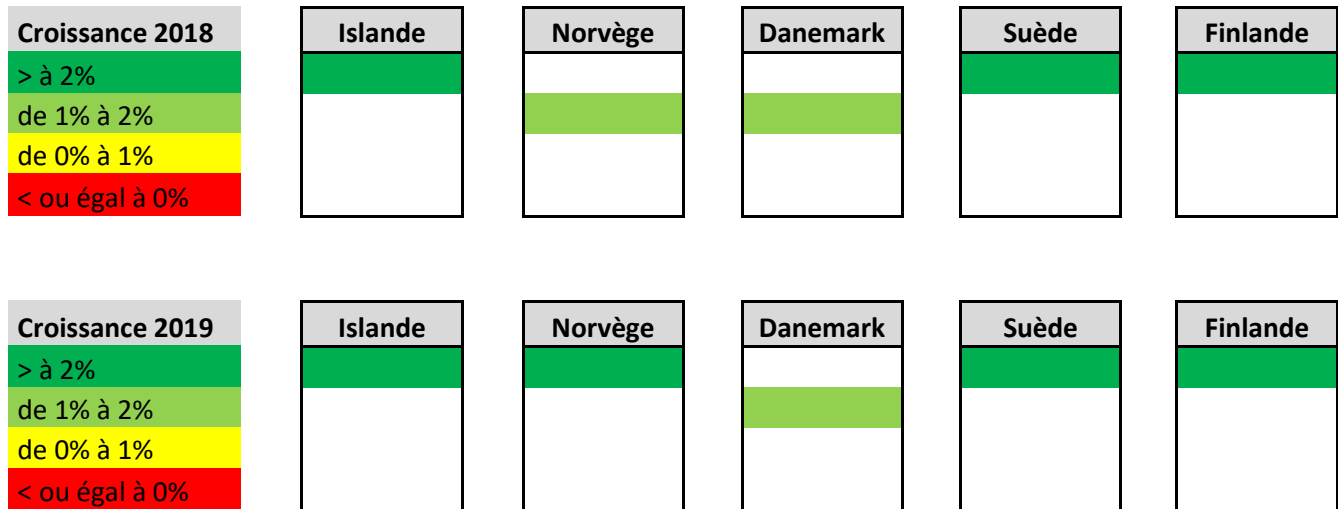 Croissance 2018 Islande Norvège Danemark Suède Finlande
> à 2%
de 1% à 2%
de 0% à 1%
< ou égal à 0%
Croissance 2019 Islande Norvège Danemark Suède Finlande
> à 2%
de 1% à 2%
de 0% à 1%
< ou égal à 0%